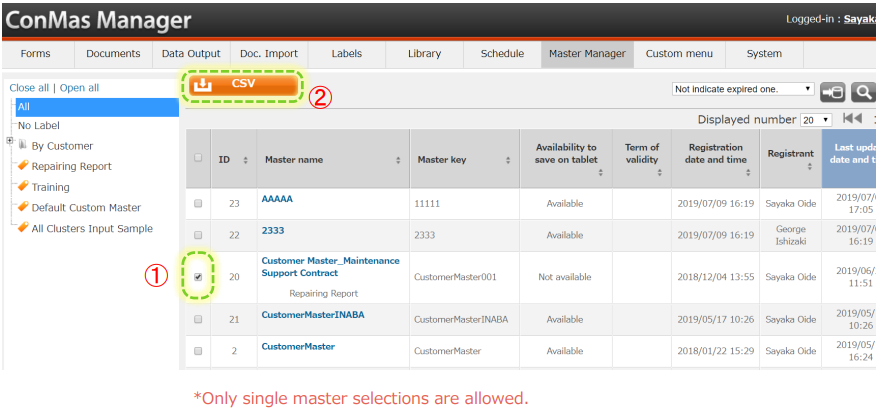 ConMas Manager
Logged-in : Sayaka
Forms Documents Data Output Doc. Import Labels Library Schedule Master Manager Custom menu System
Close all | Open all
All
No Label
By Customer
Repairing Report
Training
Default Custom Master
All Clusters Input Sample
CSV
②
Not indicate expired one.
Displayed number 20
ID Master name Master key Availability to save on tablet Term of validity Registration date and time Registrant Last upda date and t
23 AAAAA 11111 Available 2019/07/09 16:19 Sayaka Oide 2019/07/ 17:05
22 2333 2333 Available 2019/07/09 16:19 George Ishizaki 2019/07/ 16:19
①
20 Customer Master_Maintenance Support Contract CustomerMaster001 Not available 2018/12/04 13:55 Sayaka Oide 2019/06/ 11:51
Repairing Report
21 CustomerMasterINABA CustomerMasterINABA Available 2019/05/17 10:26 Sayaka Oide 2019/05/ 10:26
2 CustomerMaster CustomerMaster Available 2018/01/22 15:29 Sayaka Oide 2019/05/ 16:24
*Only single master selections are allowed.